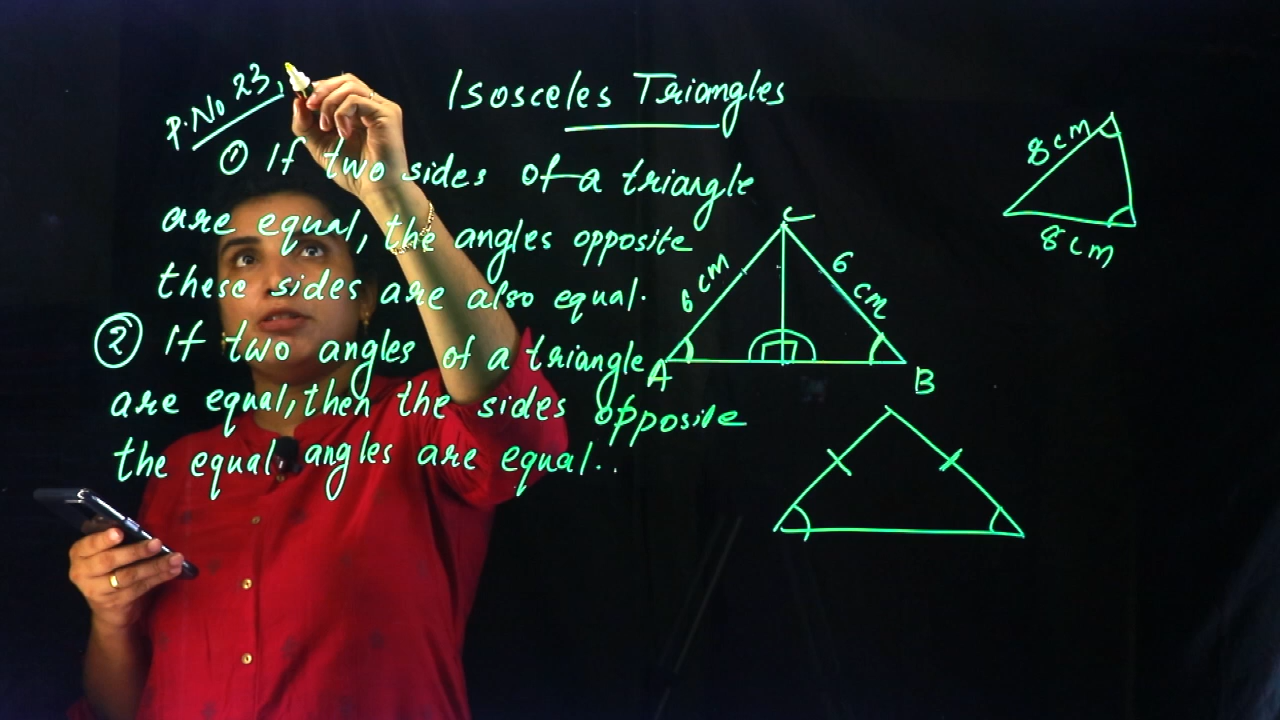 P.No 23,
Isosceles Triangles
① If two sides of a triangle
are equal, the angles opposite
these sides are also equal.
② If two angles of a triangle
are equal, then the sides opposite
the equal angles are equal.
C
6 cm
6 cm
A
B
8 cm
8 cm